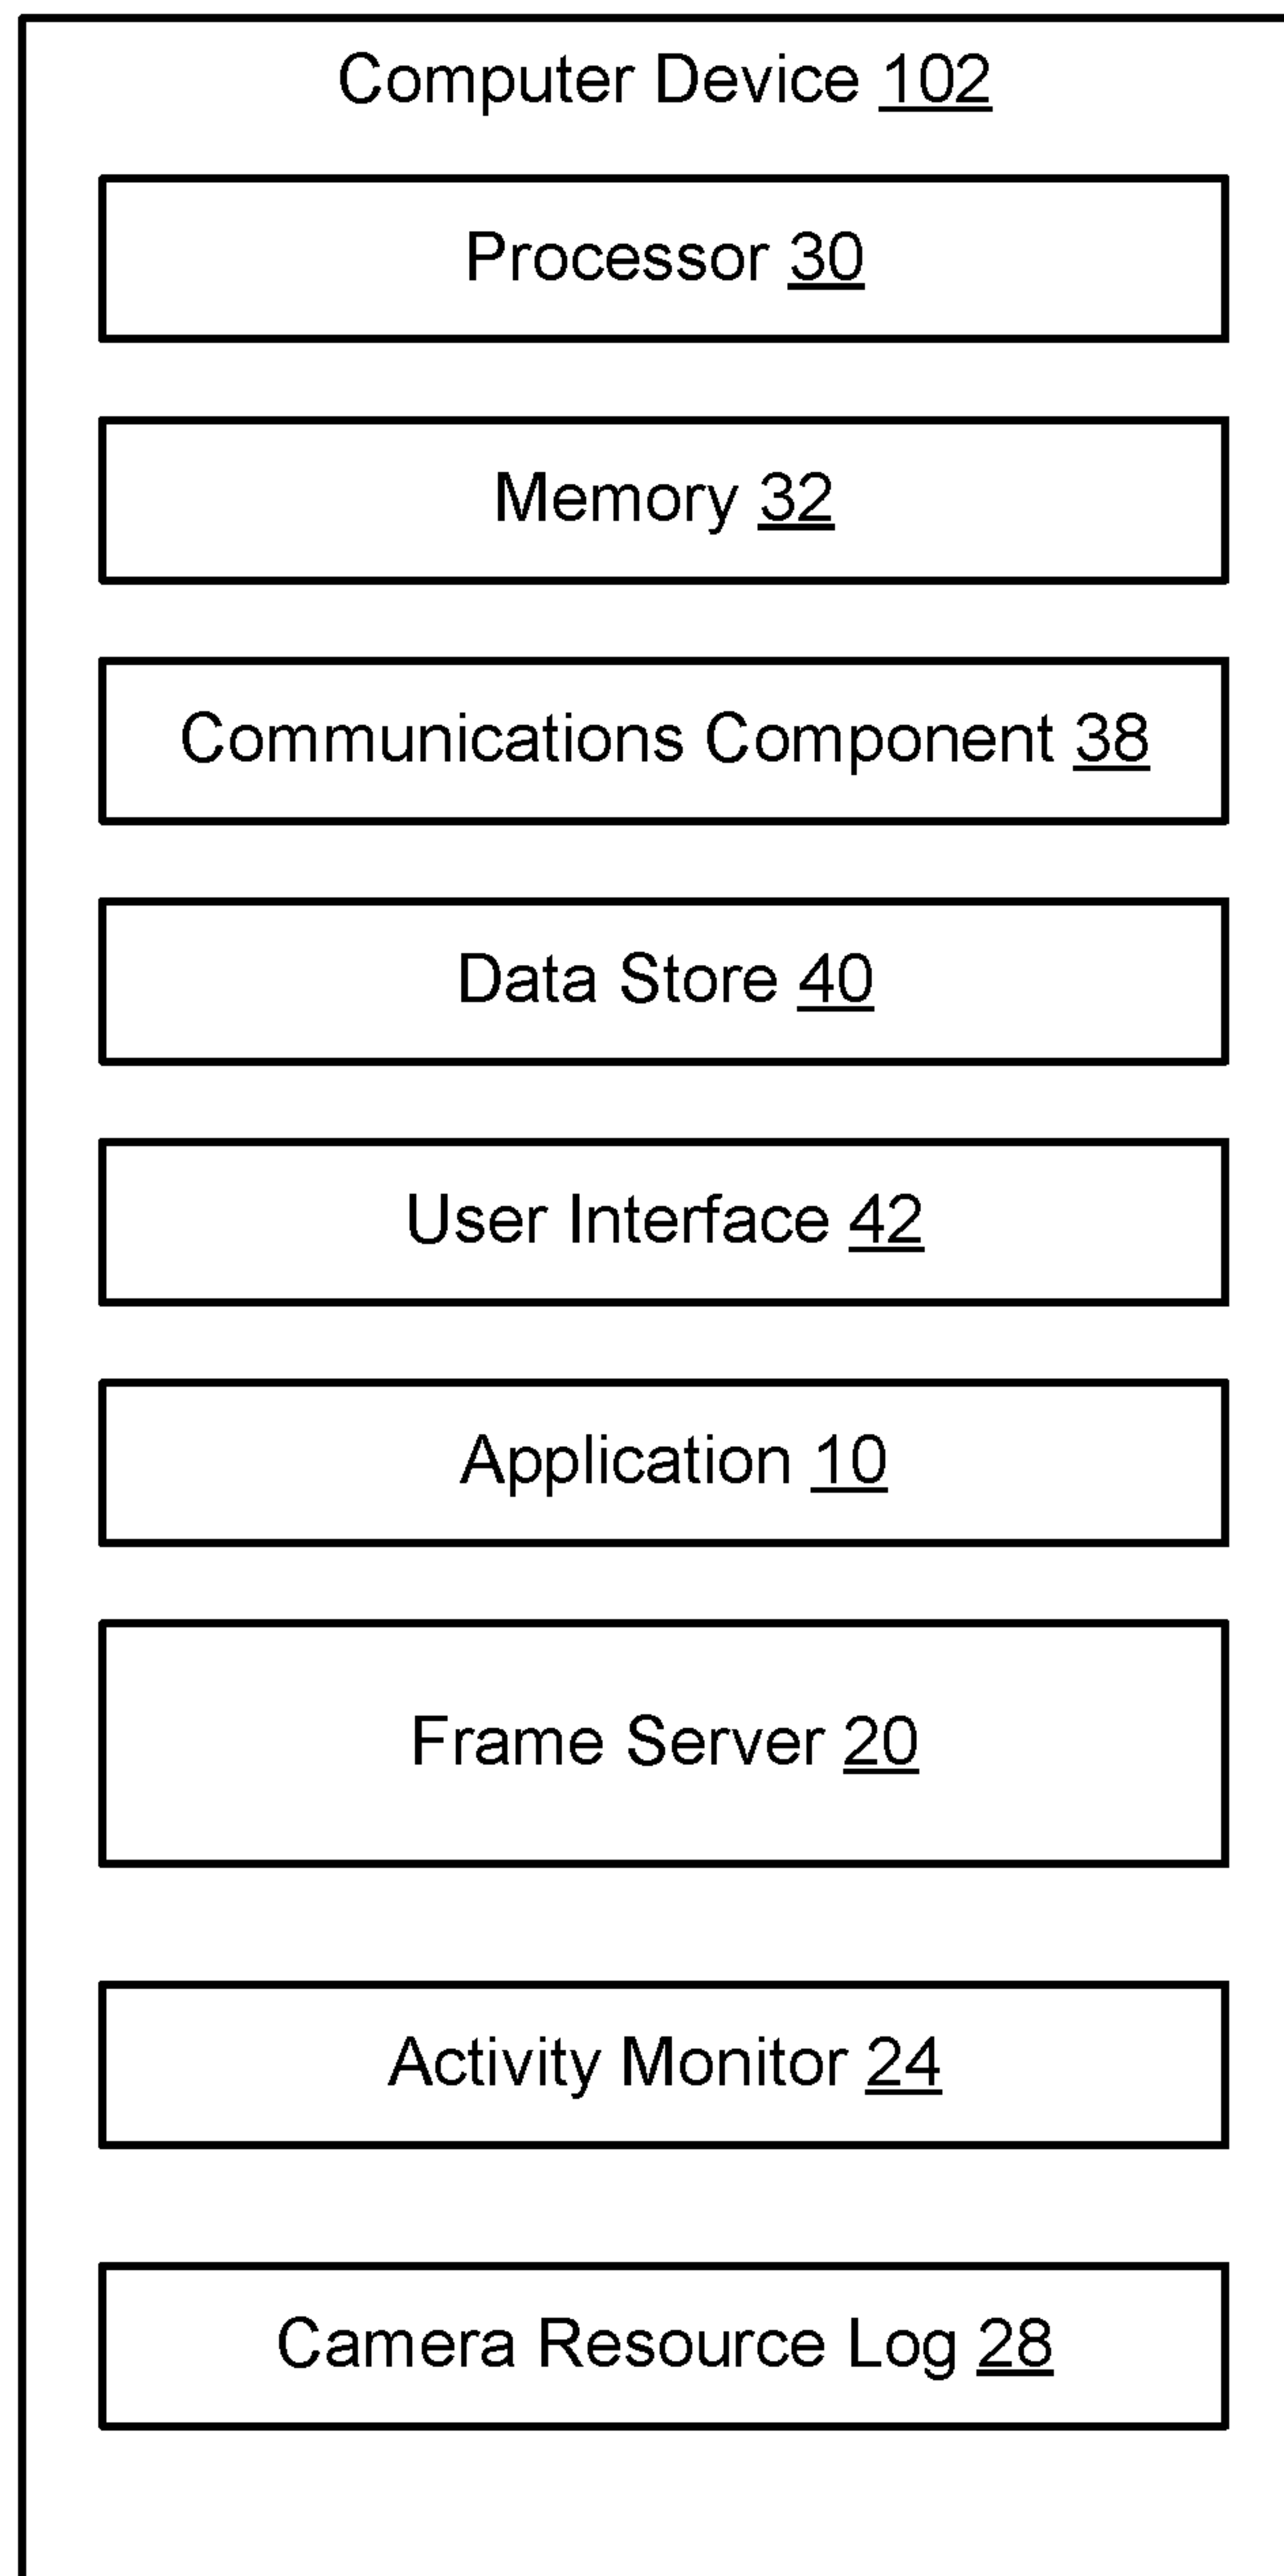 Computer Device 102
Processor 30
Memory 32
Communications Component 38
Data Store 40
User Interface 42
Application 10
Frame Server 20
Activity Monitor 24
Camera Resource Log 28